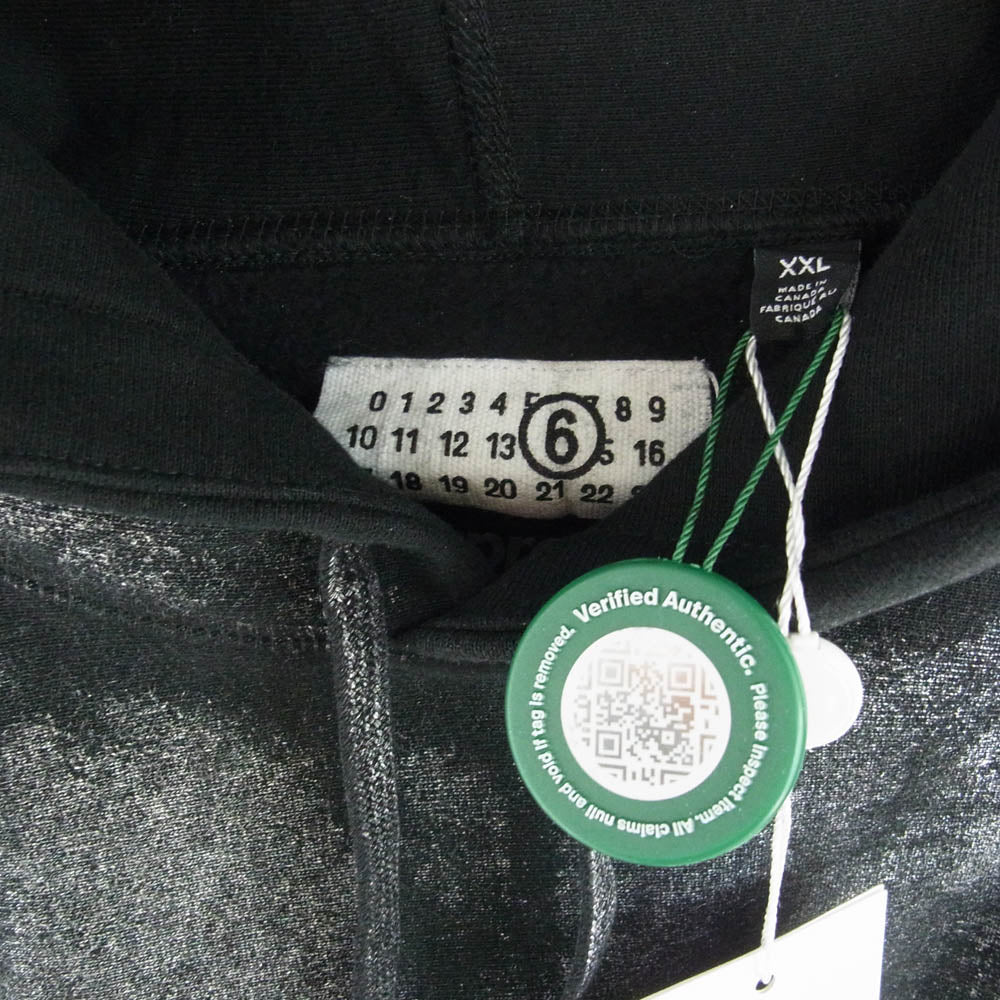 XXL
MADE IN
CANADA
FABRIQUE AU
CANADA
0 1 2 3 4 8 9
10 11 12 13 6 16
18 19 20 21 22
Verified Authentic.
Please Inspect Item. All claims null and void if tag is removed.